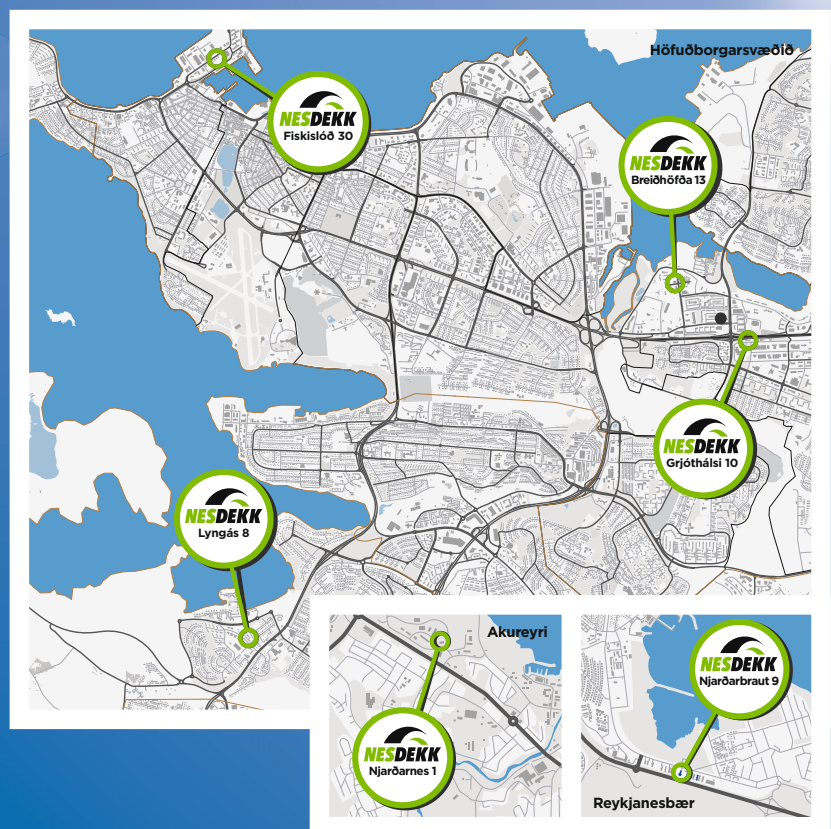 Höfuðborgarsvæðið
NESDEKK
Fiskislóð 30
NESDEKK
Breiðhöfða 13
NESDEKK
Grjóthálsi 10
NESDEKK
Lyngás 8
Akureyri
NESDEKK
Njarðarnes 1
NESDEKK
Njarðarbraut 9
Reykjanesbær